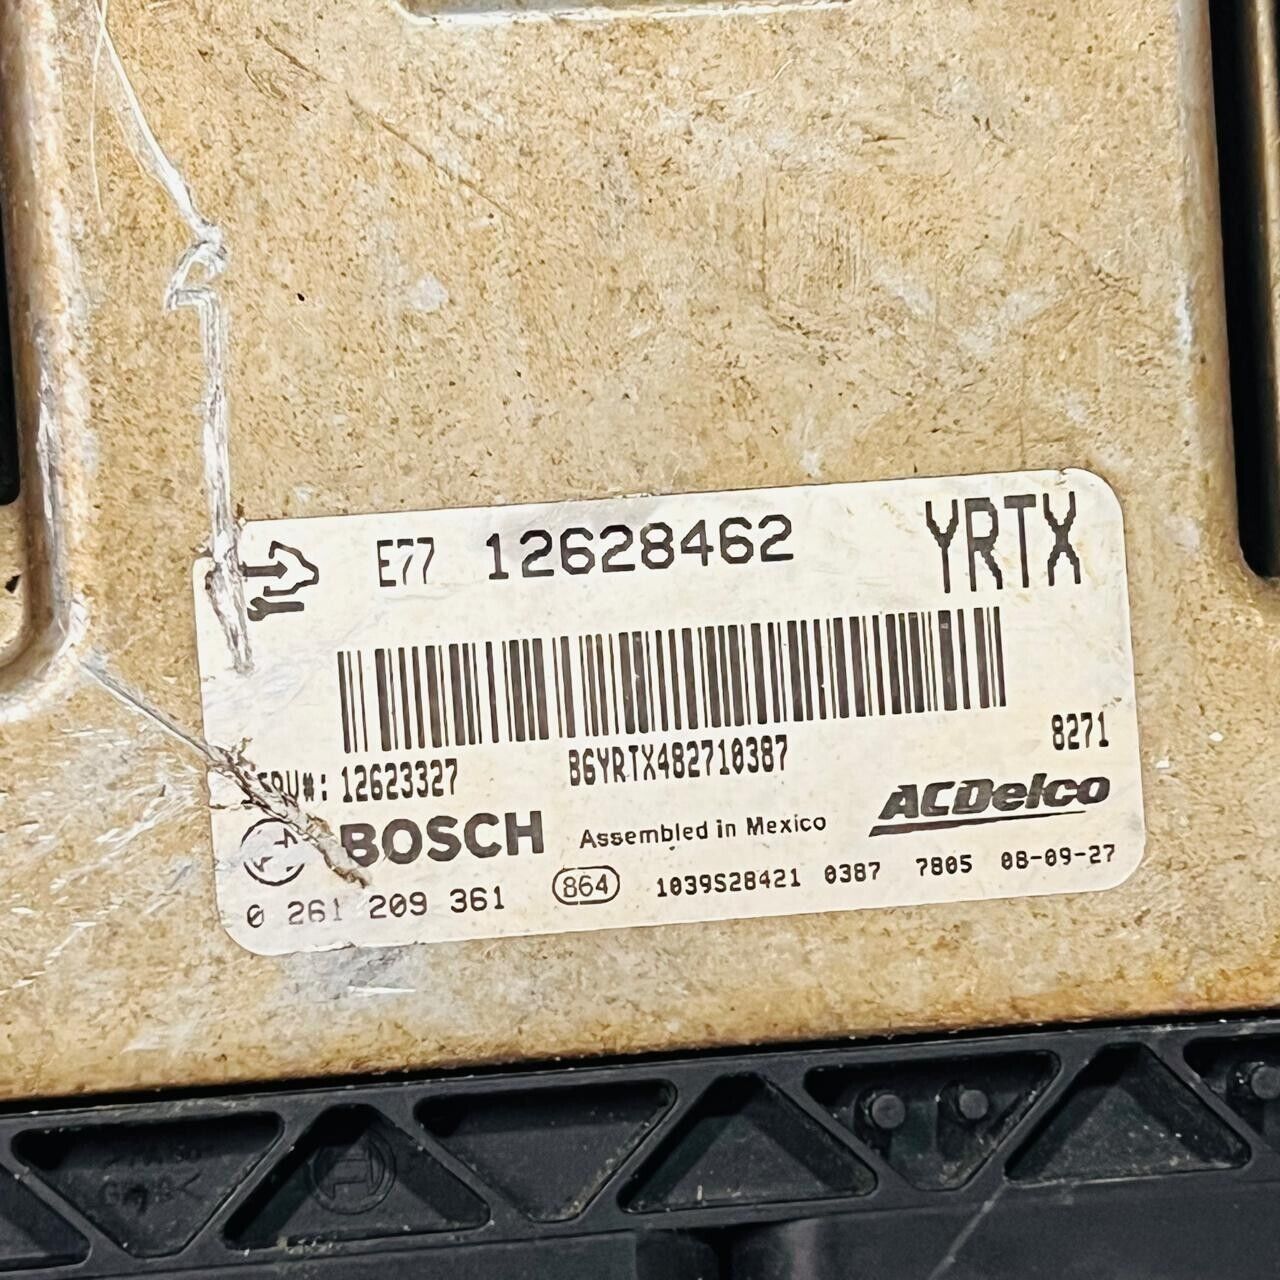 E77 12628462 YRTX
B6YRTX482710387 8271
12623327
BOSCH Assembled in Mexico ACDelco
0 261 209 361 864 1039S28421 0387 7805 08-09-27